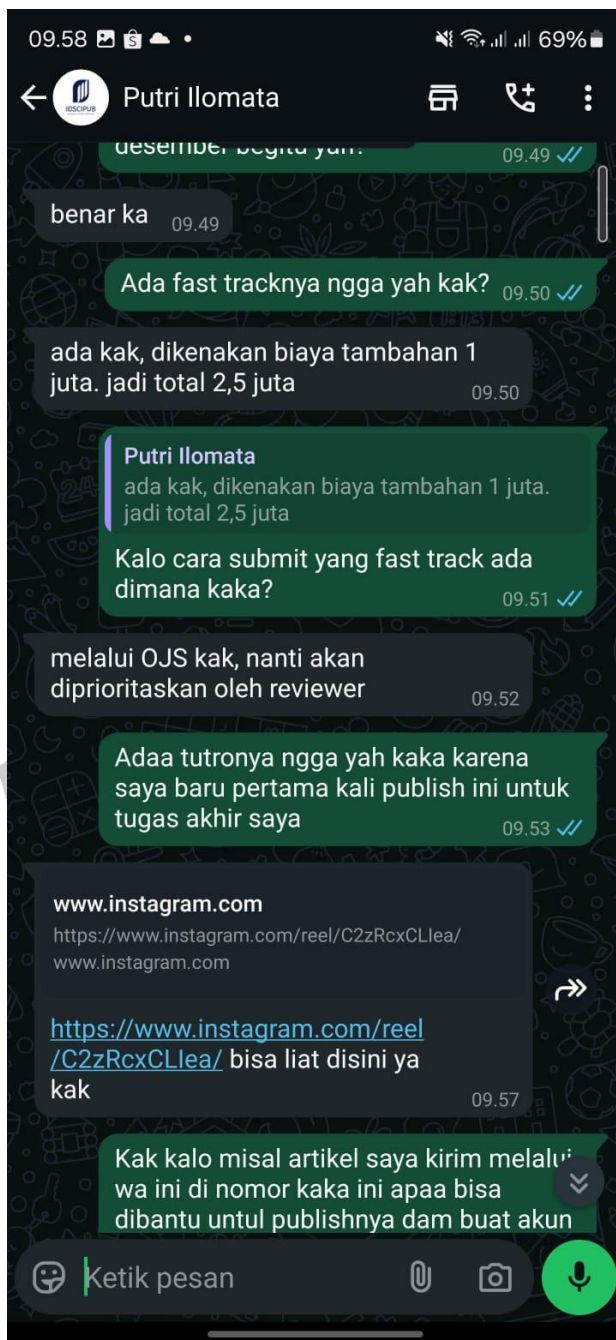 09.58
69%
IDSCIPUB
Putri Ilomata
desember begitu yah?
09.49
benar ka
09.49
Ada fast tracknya ngga yah kak?
09.50
ada kak, dikenakan biaya tambahan 1
juta. jadi total 2,5 juta
09.50
Putri Ilomata
ada kak, dikenakan biaya tambahan 1 juta.
jadi total 2,5 juta
Kalo cara submit yang fast track ada
dimana kaka?
09.51
melalui OJS kak, nanti akan
diprioritaskan oleh reviewer
09.52
Adaa tutronya ngga yah kaka karena
saya baru pertama kali publish ini untuk
tugas akhir saya
09.53
www.instagram.com
https://www.instagram.com/reel/C2zRcxCLIea/
www.instagram.com
https://www.instagram.com/reel
/C2zRcxCLIea/ bisa liat disini ya
kak
09.57
Kak kalo misal artikel saya kirim melalui
wa ini di nomor kaka ini apaa bisa
dibantu untul publishnya dam buat akun
Ketik pesan